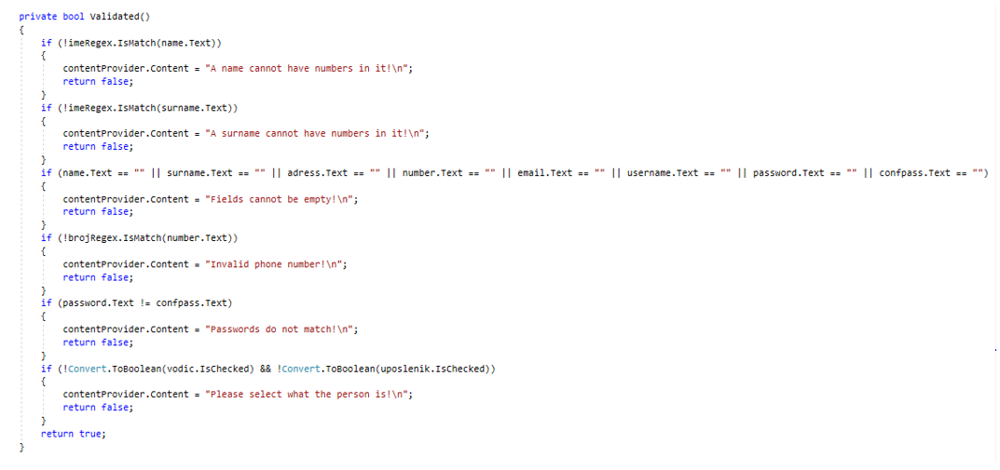 private bool Validated()
{
if (!imeRegex.IsMatch(name.Text))
{
contentProvider.Content = "A name cannot have numbers in it!\n";
return false;
}
if (!imeRegex.IsMatch(surname.Text))
{
contentProvider.Content = "A surname cannot have numbers in it!\n";
return false;
}
if (name.Text == "" || surname.Text == "" || adress.Text == "" || number.Text == "" || email.Text == "" || username.Text == "" || password.Text == "" || confpass.Text == "")
{
contentProvider.Content = "Fields cannot be empty!\n";
return false;
}
if (!brojRegex.IsMatch(number.Text))
{
contentProvider.Content = "Invalid phone number!\n";
return false;
}
if (password.Text != confpass.Text)
{
contentProvider.Content = "Passwords do not match!\n";
return false;
}
if (!Convert.ToBoolean(vodic.IsChecked) && !Convert.ToBoolean(uposlenik.IsChecked))
{
contentProvider.Content = "Please select what the person is!\n";
return false;
}
return true;
}